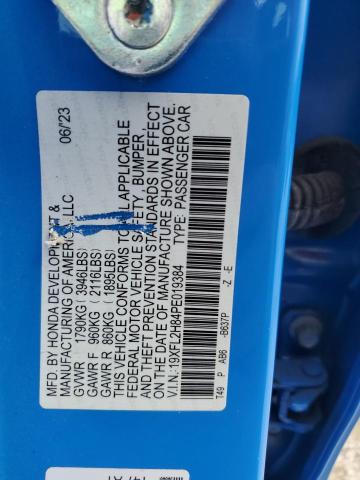 MFD. BY HONDA DEVELOPMENT & 06/'23
MANUFACTURING OF AMERICA, LLC
GVWR 1790KG (3946LBS)
GAWR F 960KG (2116LBS)
GAWR R 860KG (1895LBS)
THIS VEHICLE CONFORMS TO ALL APPLICABLE
FEDERAL MOTOR VEHICLE SAFETY, BUMPER,
AND THEFT PREVENTION STANDARDS IN EFFECT
ON THE DATE OF MANUFACTURE SHOWN ABOVE.
V.I.N.: 19XFL2H84PE019384 TYPE: PASSENGER CAR
T49 P AB6 -B637P -Z -E